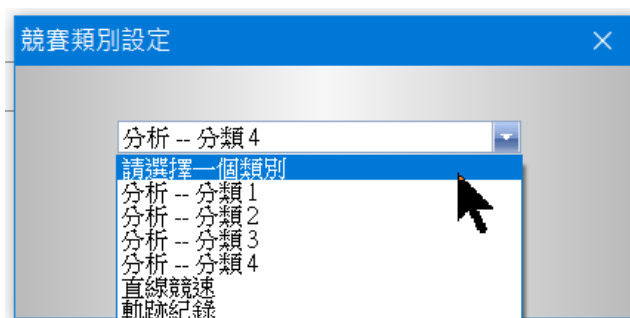 競賽類別設定
分析 -- 分類 4
請選擇一個類別
分析 -- 分類 1
分析 -- 分類 2
分析 -- 分類 3
分析 -- 分類 4
直線競速
軌跡紀錄